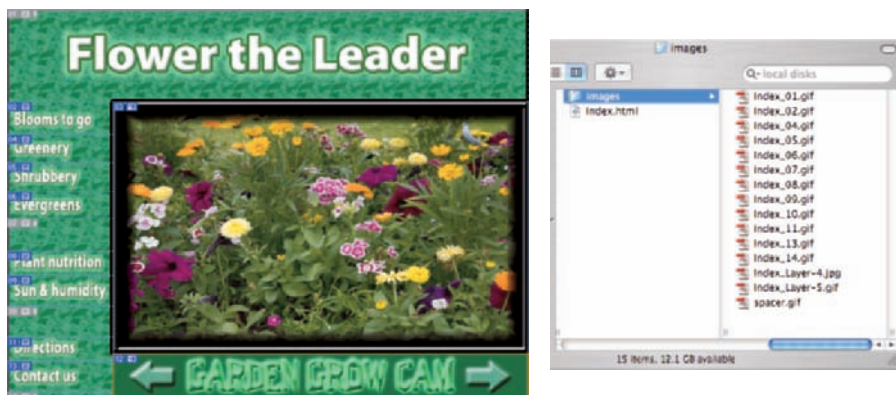 Flower the Leader
Blooms to go
Greenery
Shrubbery
Evergreens
Plant nutrition
Sun & humidity
Directions
Contact us
GARDEN GROW CAM
images
local disks
images
index.html
index_01.gif
index_02.gif
index_04.gif
index_05.gif
index_06.gif
index_07.gif
index_08.gif
index_09.gif
index_10.gif
index_11.gif
index_13.gif
index_14.gif
index_Layer-4.jpg
index_Layer-5.gif
spacer.gif
15 items, 12.1 GB available